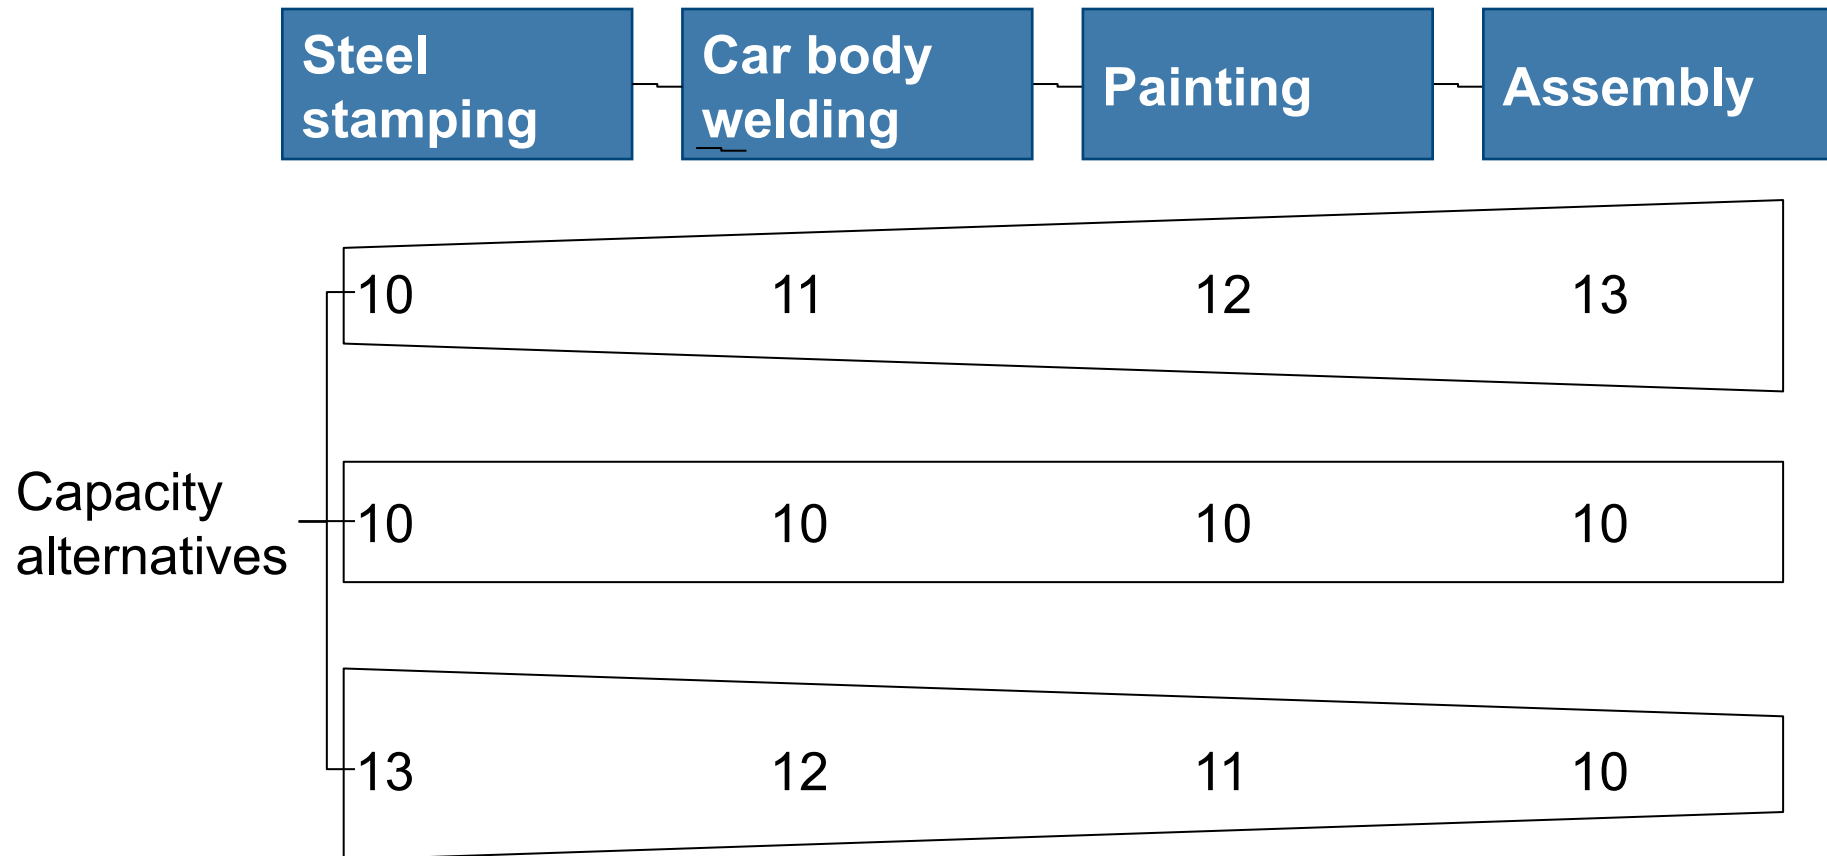 Steel
stamping
Car body
welding
Painting
Assembly
10 11 12 13
Capacity
alternatives
10 10 10 10
13 12 11 10